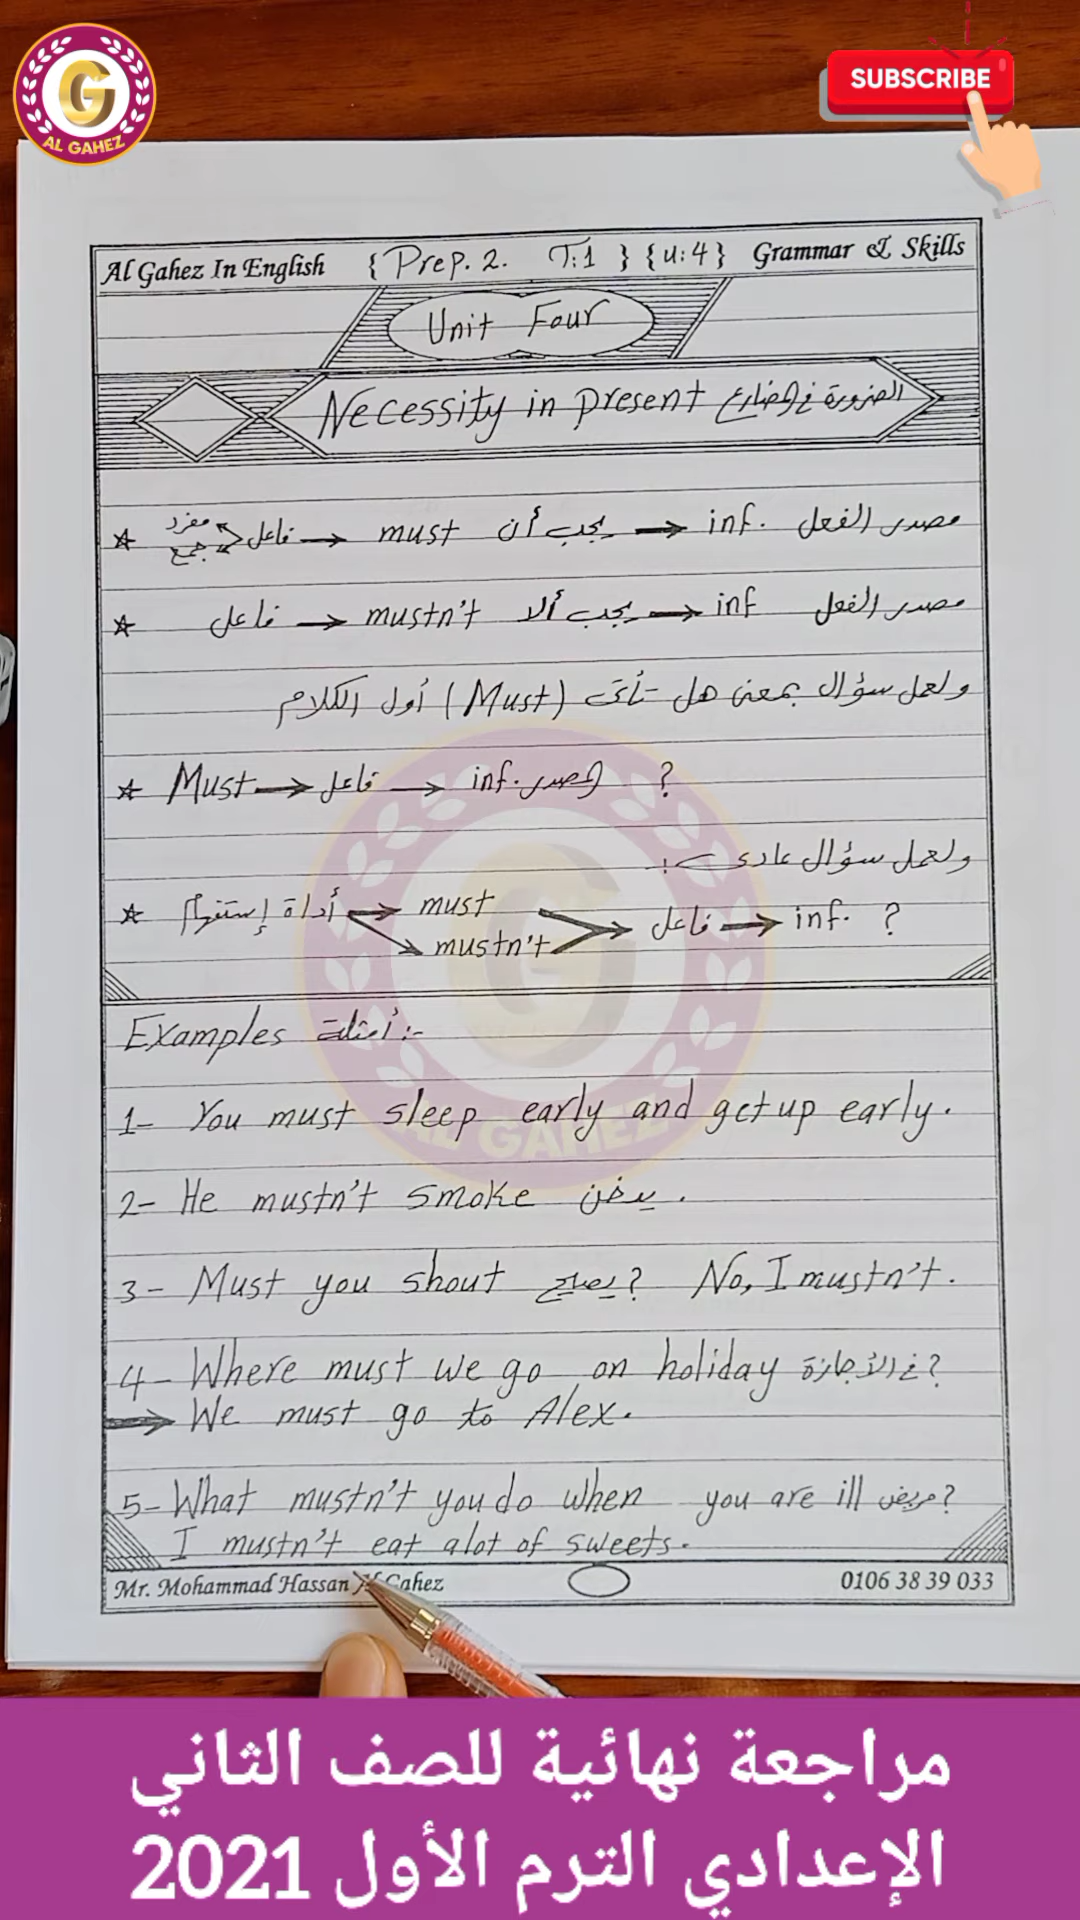 G
AL GAHEZ
SUBSCRIBE
Al Gahez In English { Prep. 2. T:1 } { U:4 } Grammar & Skills
Unit Four
Necessity in present الضرورة في المضارع
فاعل مفرد جمع → must يجب أن → inf. مصدر الفعل
فاعل → mustn't يجب ألا → inf مصدر الفعل
ولعمل سؤال بمعنى هل تأتى (Must) أول الكلام
Must → فاعل → inf. المصدر ?
ولعمل سؤال عادى :-
أداة إستفهام → must mustn't → فاعل → inf. ?
Examples أمثلة :-
1- You must sleep early and get up early.
2- He mustn't smoke يدخن .
3- Must you shout يصيح ? No, I mustn't.
4- Where must we go on holiday في الأجازة ?
→ We must go to Alex.
5- What mustn't you do when you are ill مريض ?
I mustn't eat alot of sweets.
Mr. Mohammad Hassan Al Gahez 0106 38 39 033
AL GAHEZ
مراجعة نهائية للصف الثاني
الإعدادي الترم الأول 2021